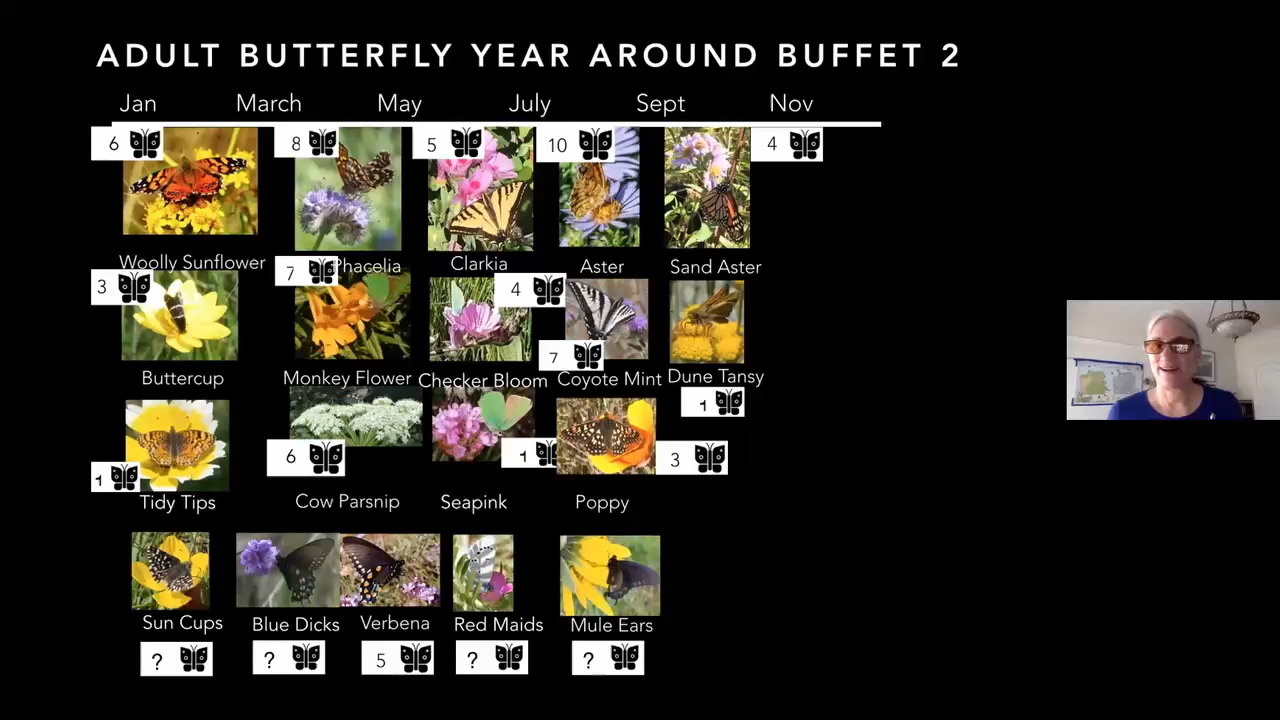 ADULT BUTTERFLY YEAR AROUND BUFFET 2
Jan March May July Sept Nov
6 8 5 10 4
Woolly Sunflower Phacelia Clarkia Aster Sand Aster
3 7 4
7
Buttercup Monkey Flower Checker Bloom Coyote Mint Dune Tansy
1
6 1 3
1
Tidy Tips Cow Parsnip Seapink Poppy
Sun Cups Blue Dicks Verbena Red Maids Mule Ears
? ? 5 ? ?